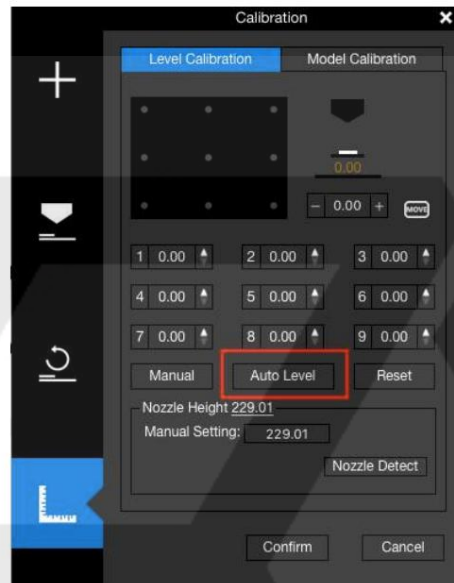 Calibration
Level Calibration Model Calibration
0.00
− 0.00 + MOVE
1 0.00 2 0.00 3 0.00
4 0.00 5 0.00 6 0.00
7 0.00 8 0.00 9 0.00
Manual Auto Level Reset
Nozzle Height 229.01
Manual Setting: 229.01
Nozzle Detect
Confirm Cancel